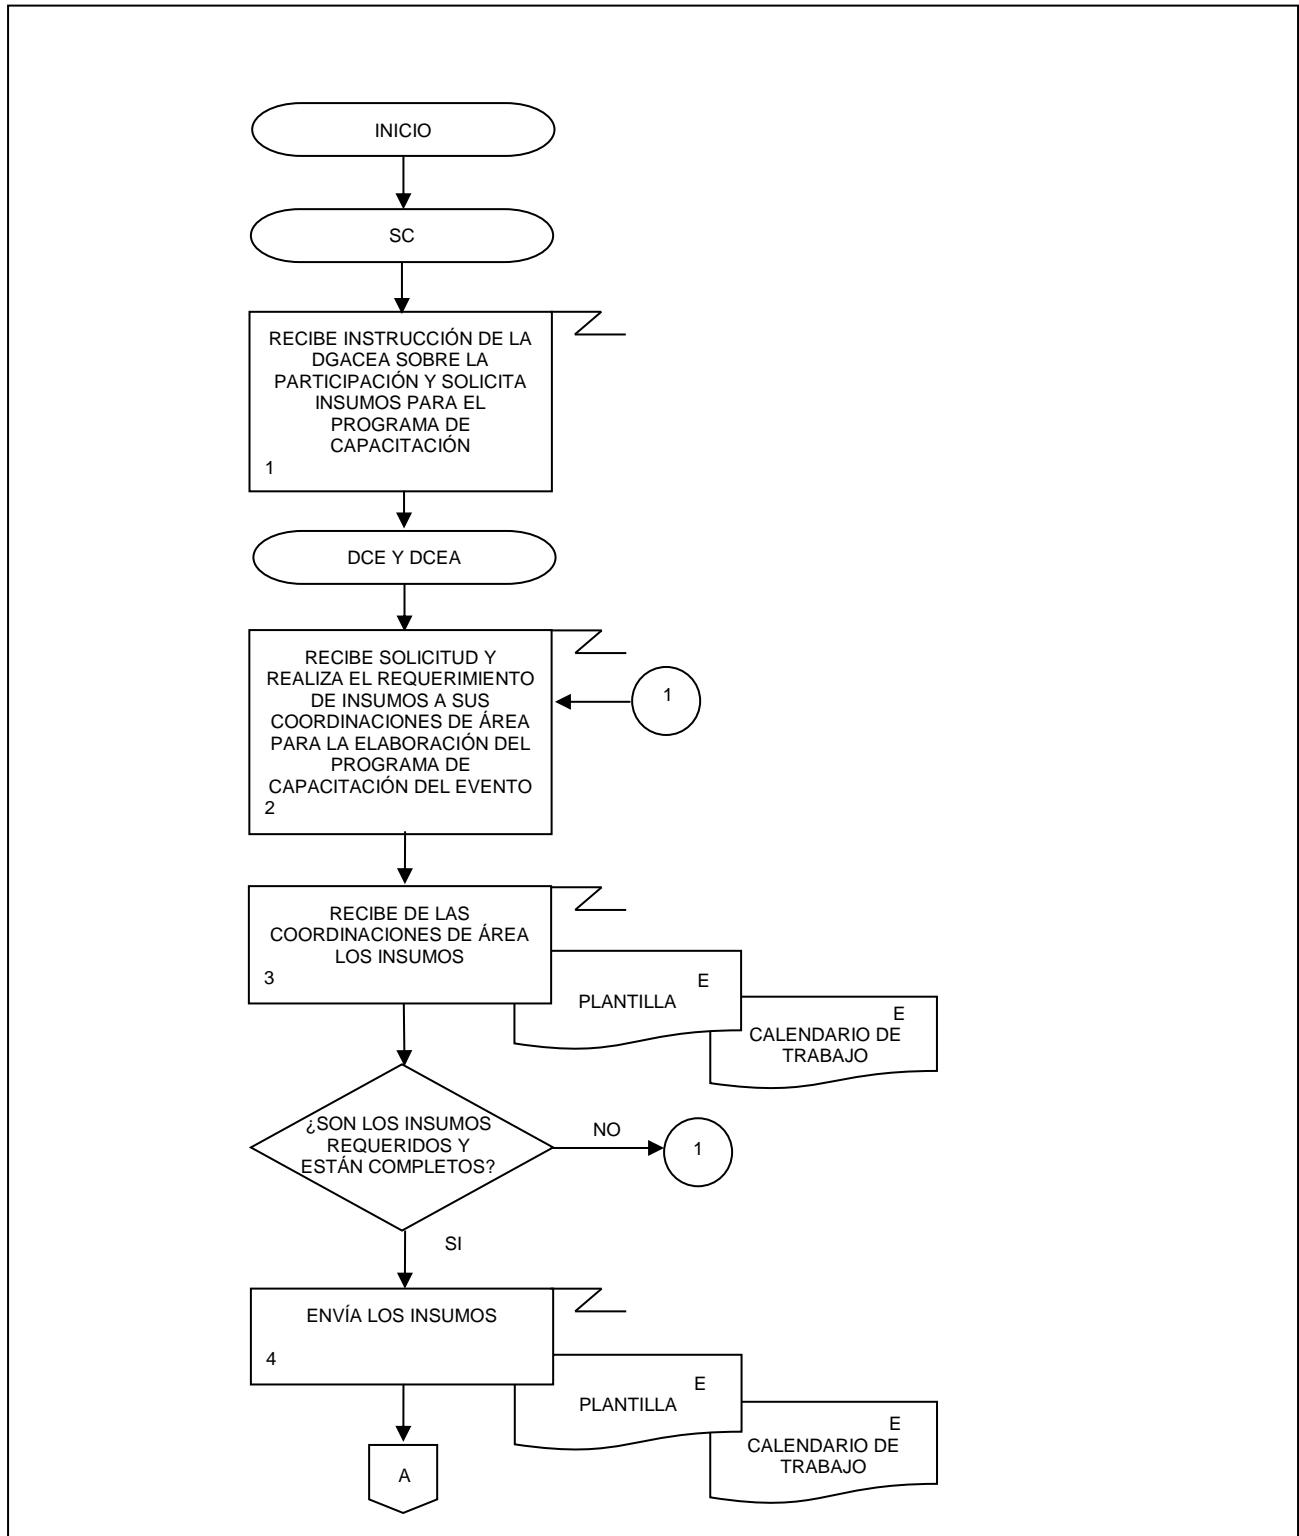 INICIO
SC
RECIBE INSTRUCCIÓN DE LA
DGACEA SOBRE LA
PARTICIPACIÓN Y SOLICITA
INSUMOS PARA EL
PROGRAMA DE
CAPACITACIÓN
1
DCE Y DCEA
RECIBE SOLICITUD Y
REALIZA EL REQUERIMIENTO
DE INSUMOS A SUS
COORDINACIONES DE ÁREA
PARA LA ELABORACIÓN DEL
PROGRAMA DE
CAPACITACIÓN DEL EVENTO
2
1
RECIBE DE LAS
COORDINACIONES DE ÁREA
LOS INSUMOS
3
E
PLANTILLA
E
CALENDARIO DE
TRABAJO
¿SON LOS INSUMOS
REQUERIDOS Y
ESTÁN COMPLETOS?
NO
1
SI
ENVÍA LOS INSUMOS
4
E
PLANTILLA
E
CALENDARIO DE
TRABAJO
A